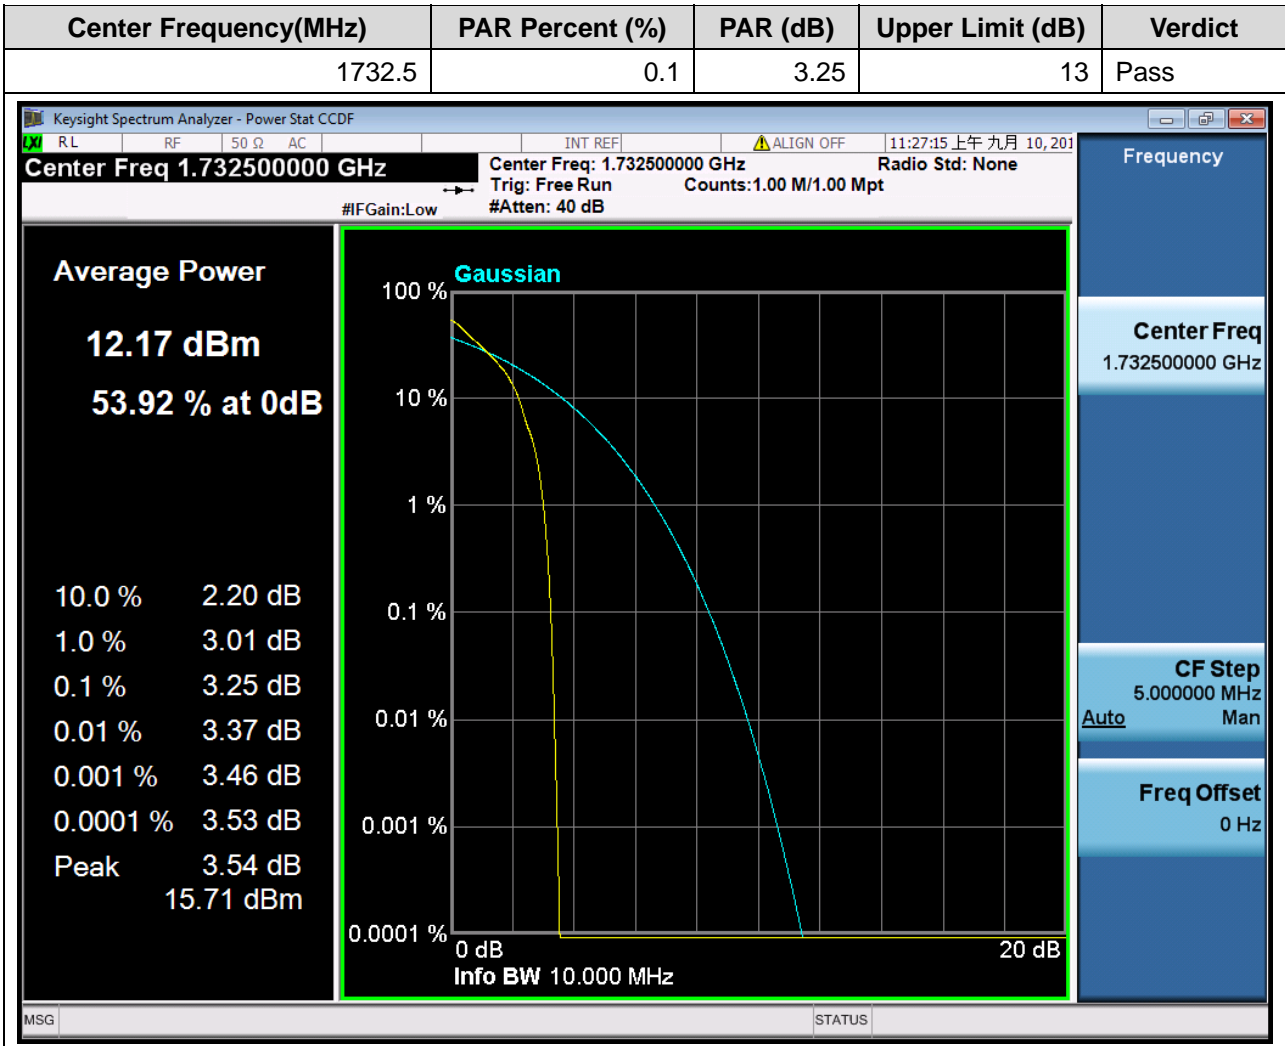 Center Frequency(MHz) PAR Percent (%) PAR (dB) Upper Limit (dB) Verdict
1732.5 0.1 3.25 13 Pass
Keysight Spectrum Analyzer - Power Stat CCDF
LXI RL RF 50 Ω AC INT REF ALIGN OFF 11:27:15 上午 九月 10, 201
Center Freq 1.732500000 GHz
Center Freq: 1.732500000 GHz Radio Std: None
Trig: Free Run Counts:1.00 M/1.00 Mpt
#IFGain:Low #Atten: 40 dB
Frequency
Average Power
12.17 dBm
53.92 % at 0dB
10.0 % 2.20 dB
1.0 % 3.01 dB
0.1 % 3.25 dB
0.01 % 3.37 dB
0.001 % 3.46 dB
0.0001 % 3.53 dB
Peak 3.54 dB
15.71 dBm
Gaussian
100 %
10 %
1 %
0.1 %
0.01 %
0.001 %
0.0001 %
0 dB 20 dB
Info BW 10.000 MHz
Center Freq
1.732500000 GHz
CF Step
5.000000 MHz
Auto Man
Freq Offset
0 Hz
MSG STATUS